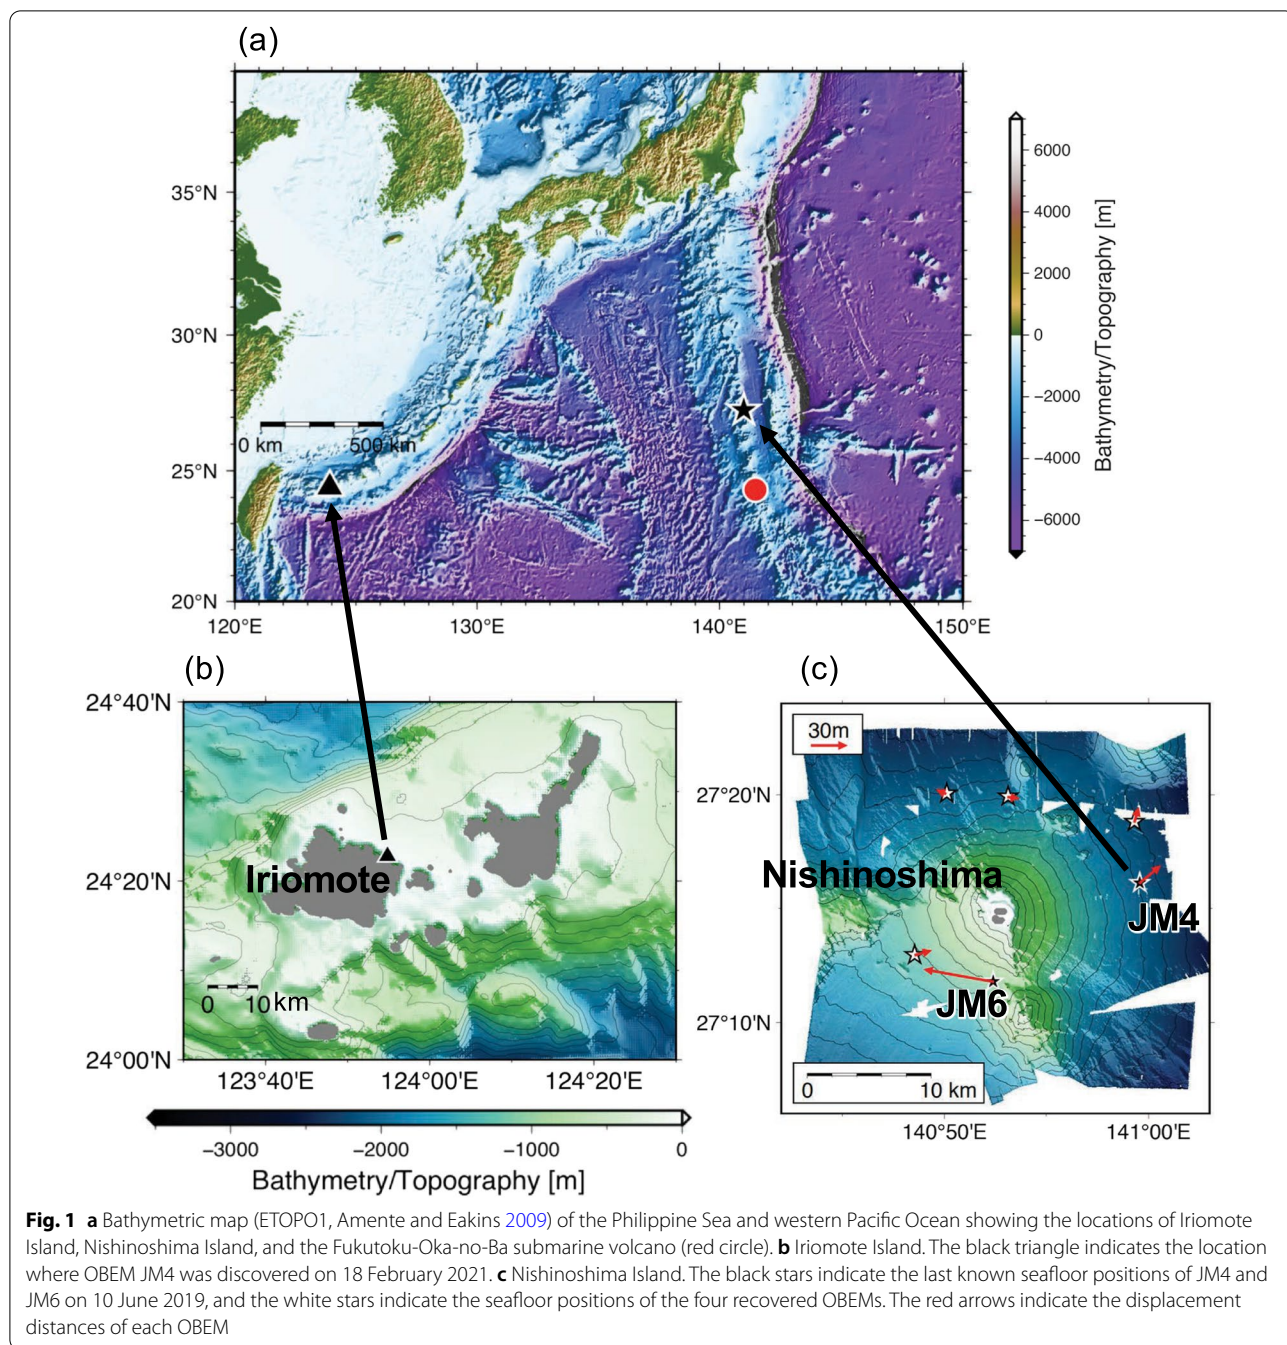 (a)
35°N
30°N
25°N
20°N
120°E
130°E
140°E
150°E
0 km
500 km
6000
4000
2000
0
−2000
−4000
−6000
Bathymetry/Topography [m]
(b)
24°40'N
24°20'N
24°00'N
Iriomote
0
10 km
123°40'E
124°00'E
124°20'E
−3000
−2000
−1000
0
Bathymetry/Topography [m]
(c)
30m
27°20'N
27°10'N
Nishinoshima
JM4
JM6
0
10 km
140°50'E
141°00'E
Fig. 1 a Bathymetric map (ETOPO1, Amente and Eakins 2009) of the Philippine Sea and western Pacific Ocean showing the locations of Iriomote
Island, Nishinoshima Island, and the Fukutoku-Oka-no-Ba submarine volcano (red circle). b Iriomote Island. The black triangle indicates the location
where OBEM JM4 was discovered on 18 February 2021. c Nishinoshima Island. The black stars indicate the last known seafloor positions of JM4 and
JM6 on 10 June 2019, and the white stars indicate the seafloor positions of the four recovered OBEMs. The red arrows indicate the displacement
distances of each OBEM